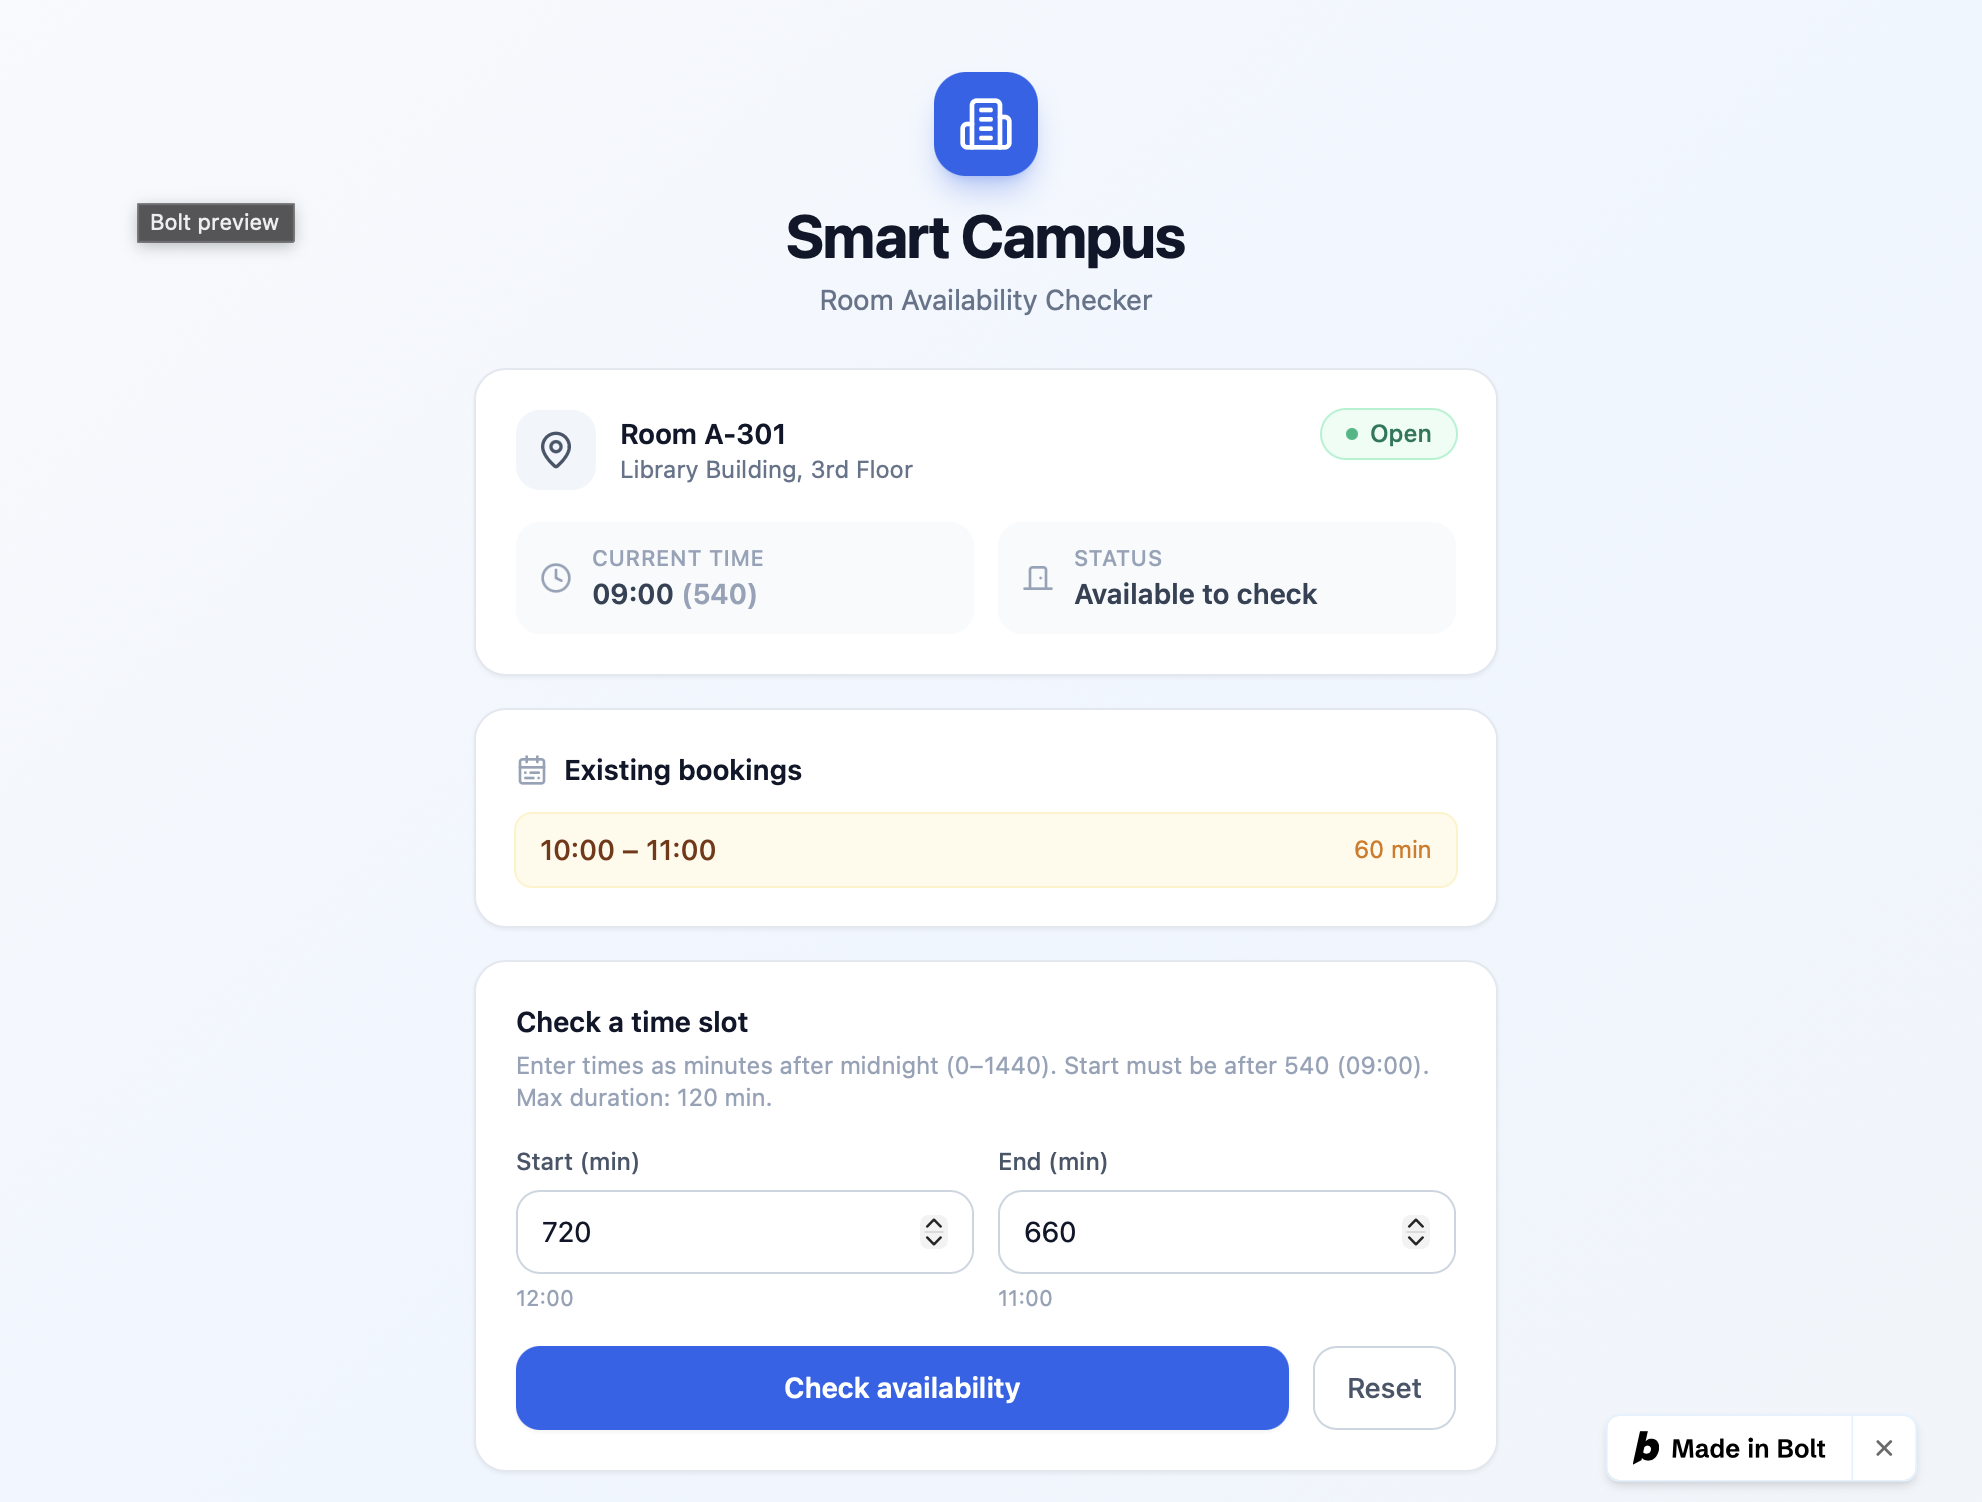 Bolt preview
Smart Campus
Room Availability Checker
Room A-301
Library Building, 3rd Floor
Open
CURRENT TIME
09:00 (540)
STATUS
Available to check
Existing bookings
10:00 – 11:00
60 min
Check a time slot
Enter times as minutes after midnight (0–1440). Start must be after 540 (09:00).
Max duration: 120 min.
Start (min)
End (min)
720
660
12:00
11:00
Check availability
Reset
b Made in Bolt